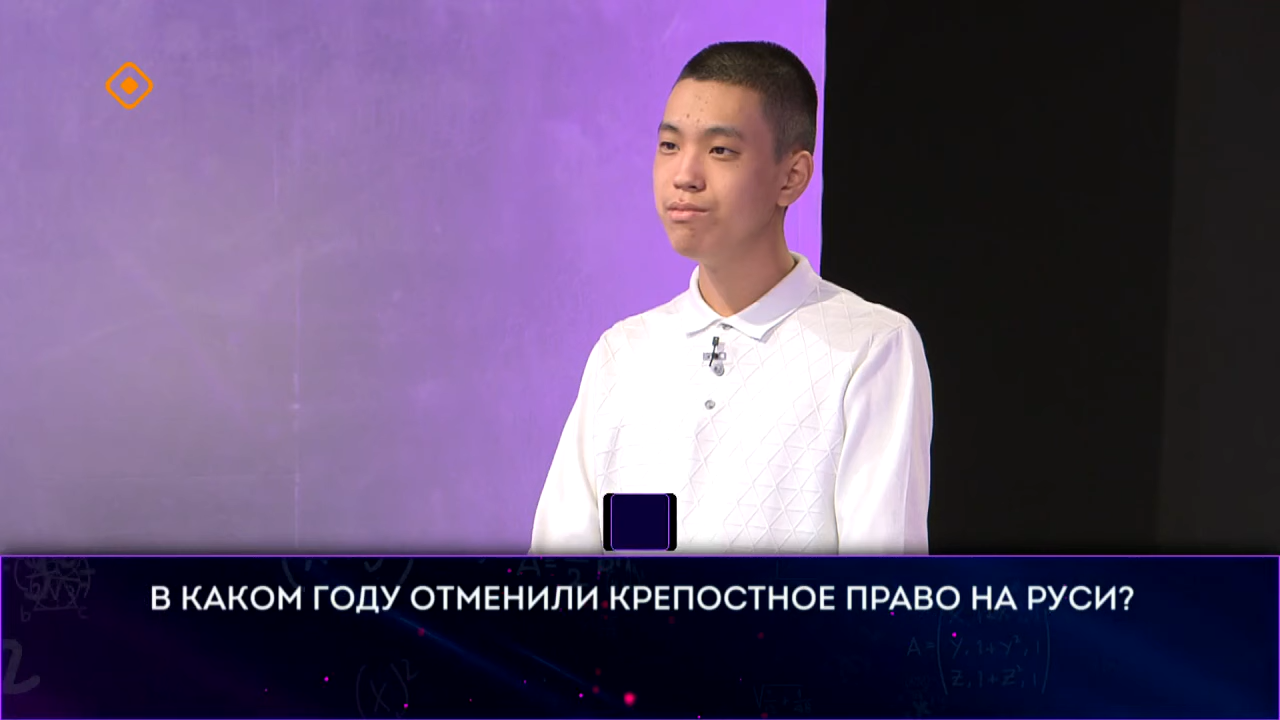 В КАКОМ ГОДУ ОТМЕНИЛИ КРЕПОСТНОЕ ПРАВО НА РУСИ?